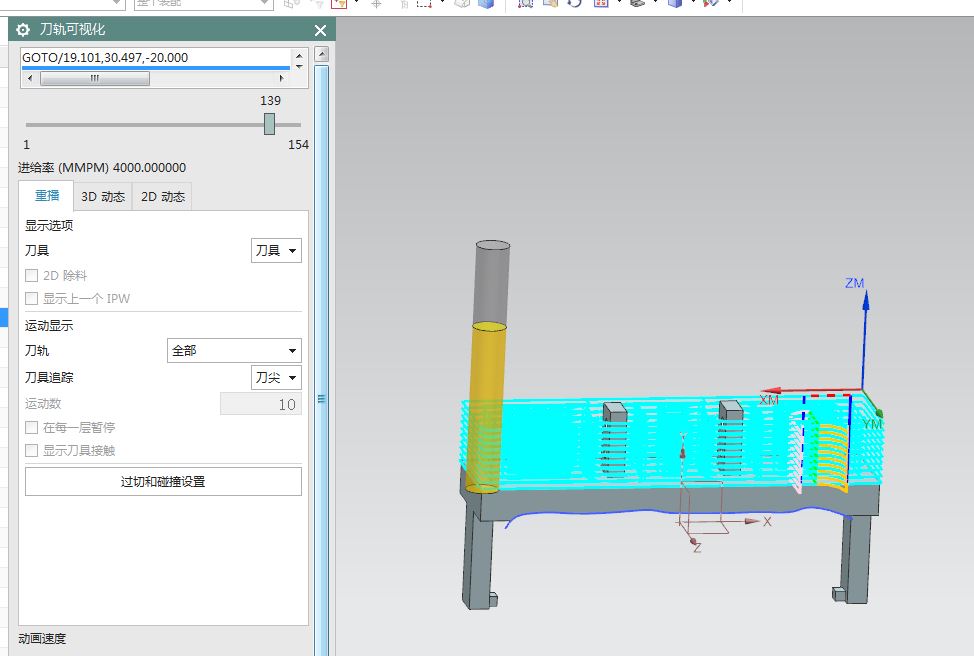 整个装配
刀轨可视化
GOTO/19.101,30.497,-20.000
139
1 154
进给率 (MMPM) 4000.000000
重播 3D 动态 2D 动态
显示选项
刀具 刀具
2D 除料
显示上一个 IPW
运动显示
刀轨 全部
刀具追踪 刀尖
运动数 10
在每一层暂停
显示刀具接触
过切和碰撞设置
动画速度
ZM
XM
YM
Y
X
Z